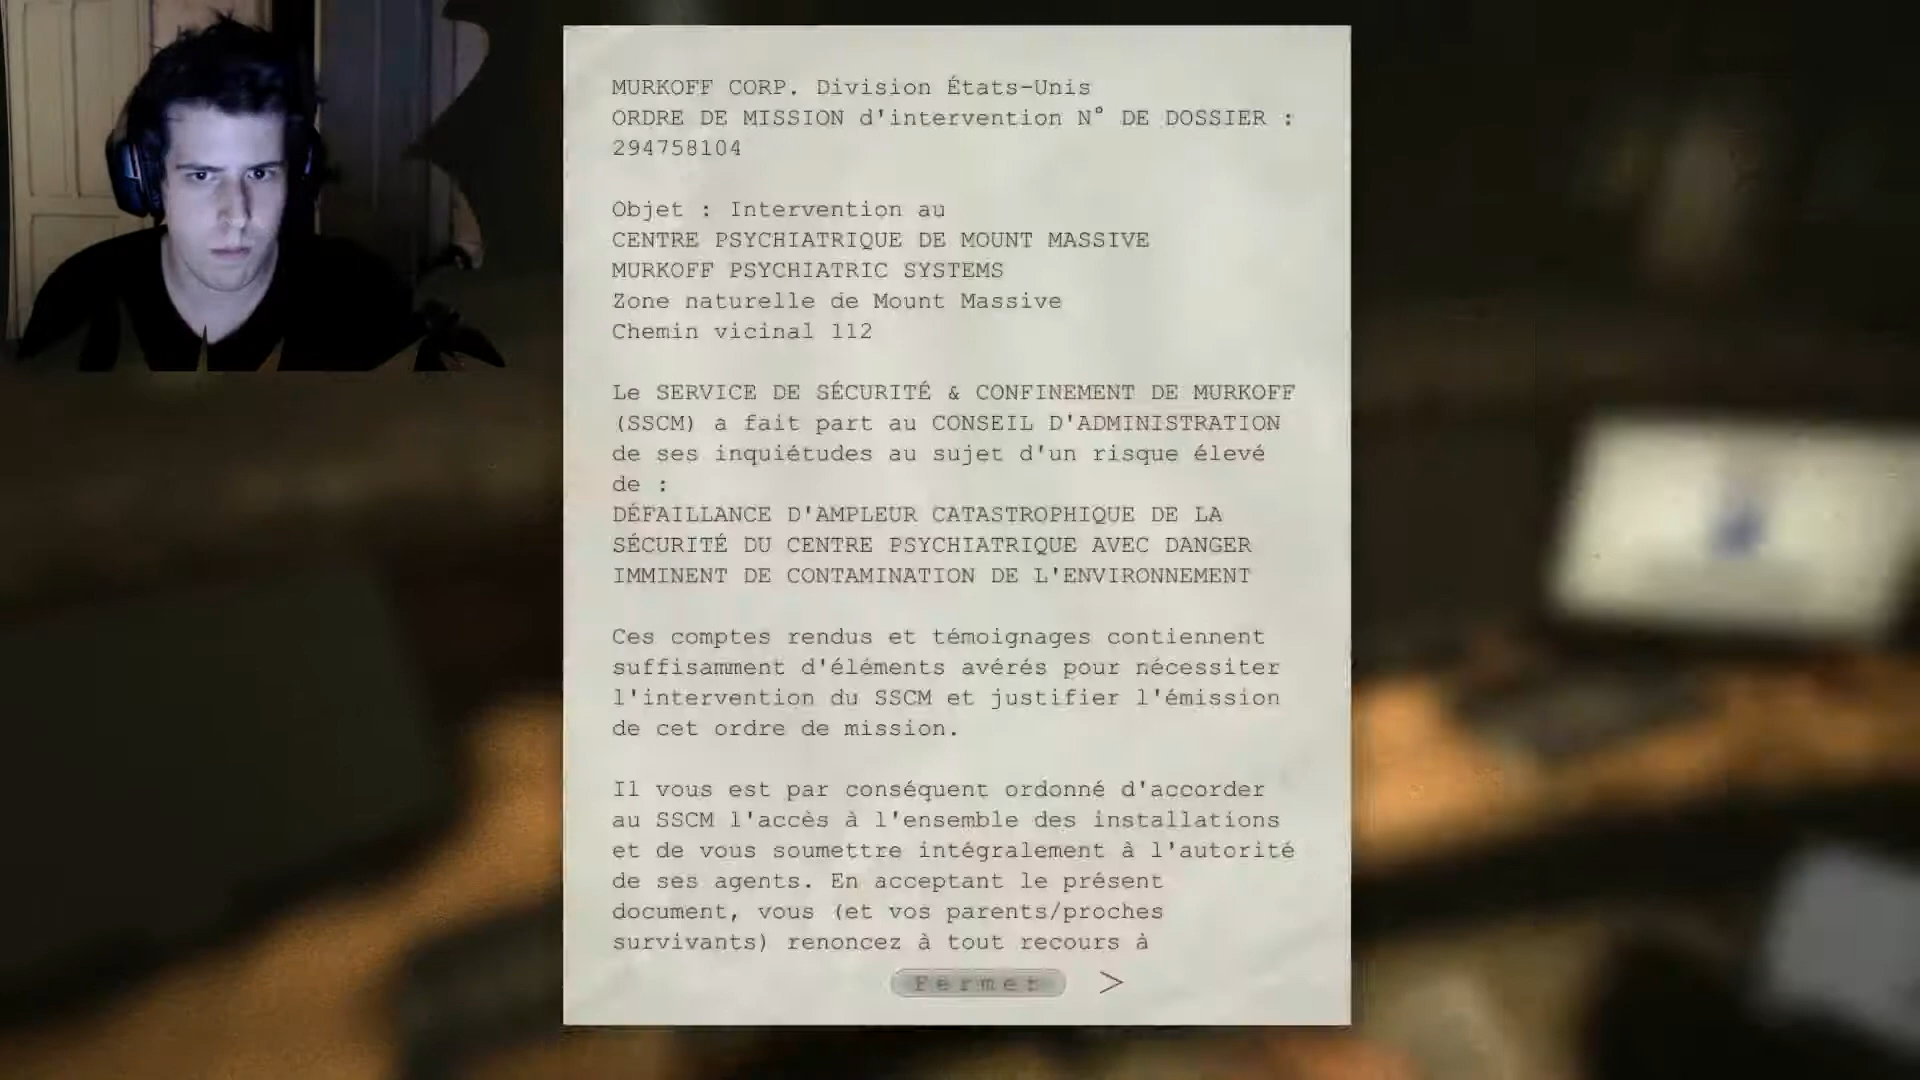 MURKOFF CORP. Division États-Unis
ORDRE DE MISSION d'intervention N° DE DOSSIER :
294758104
Objet : Intervention au
CENTRE PSYCHIATRIQUE DE MOUNT MASSIVE
MURKOFF PSYCHIATRIC SYSTEMS
Zone naturelle de Mount Massive
Chemin vicinal 112
Le SERVICE DE SÉCURITÉ & CONFINEMENT DE MURKOFF
(SSCM) a fait part au CONSEIL D'ADMINISTRATION
de ses inquiétudes au sujet d'un risque élevé
de :
DÉFAILLANCE D'AMPLEUR CATASTROPHIQUE DE LA
SÉCURITÉ DU CENTRE PSYCHIATRIQUE AVEC DANGER
IMMINENT DE CONTAMINATION DE L'ENVIRONNEMENT
Ces comptes rendus et témoignages contiennent
suffisamment d'éléments avérés pour nécessiter
l'intervention du SSCM et justifier l'émission
de cet ordre de mission.
Il vous est par conséquent ordonné d'accorder
au SSCM l'accès à l'ensemble des installations
et de vous soumettre intégralement à l'autorité
de ses agents. En acceptant le présent
document, vous (et vos parents/proches
survivants) renoncez à tout recours à
Fermer >